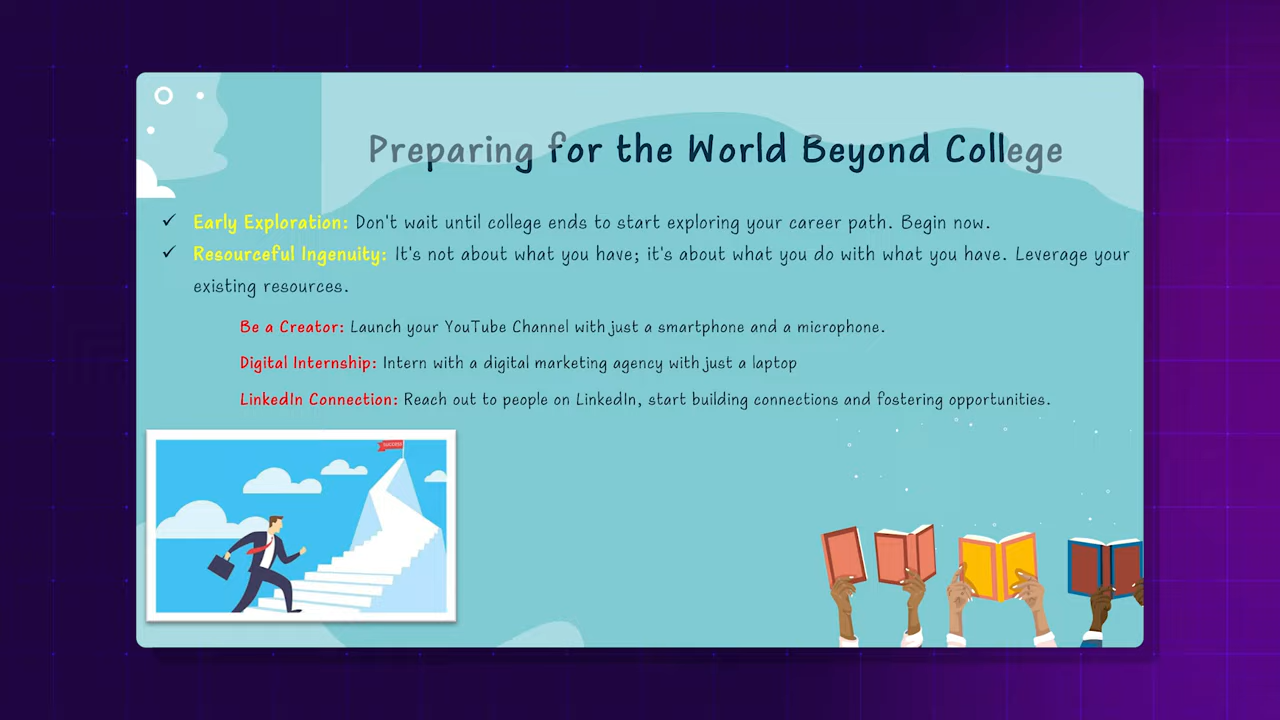 Preparing for the World Beyond College
Early Exploration: Don't wait until college ends to start exploring your career path. Begin now.
Resourceful Ingenuity: It's not about what you have; it's about what you do with what you have. Leverage your
existing resources.
Be a Creator: Launch your YouTube Channel with just a smartphone and a microphone.
Digital Internship: Intern with a digital marketing agency with just a laptop
LinkedIn Connection: Reach out to people on LinkedIn, start building connections and fostering opportunities.